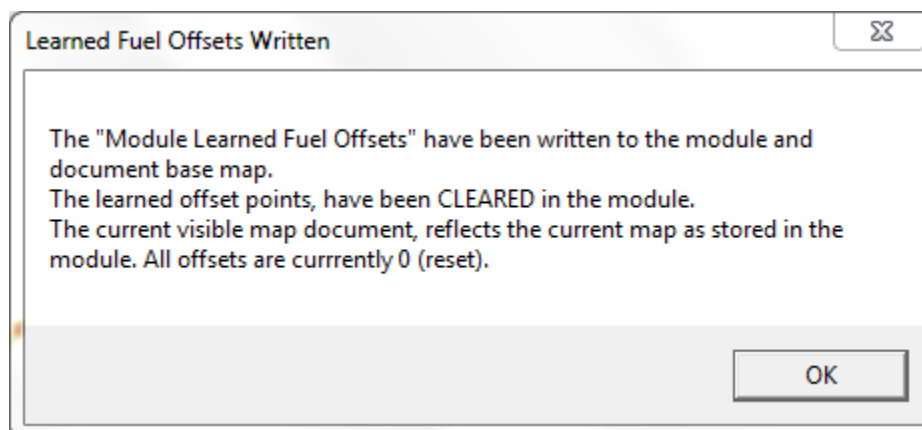 Learned Fuel Offsets Written
The "Module Learned Fuel Offsets" have been written to the module and
document base map.
The learned offset points, have been CLEARED in the module.
The current visible map document, reflects the current map as stored in the
module. All offsets are currrently 0 (reset).
OK